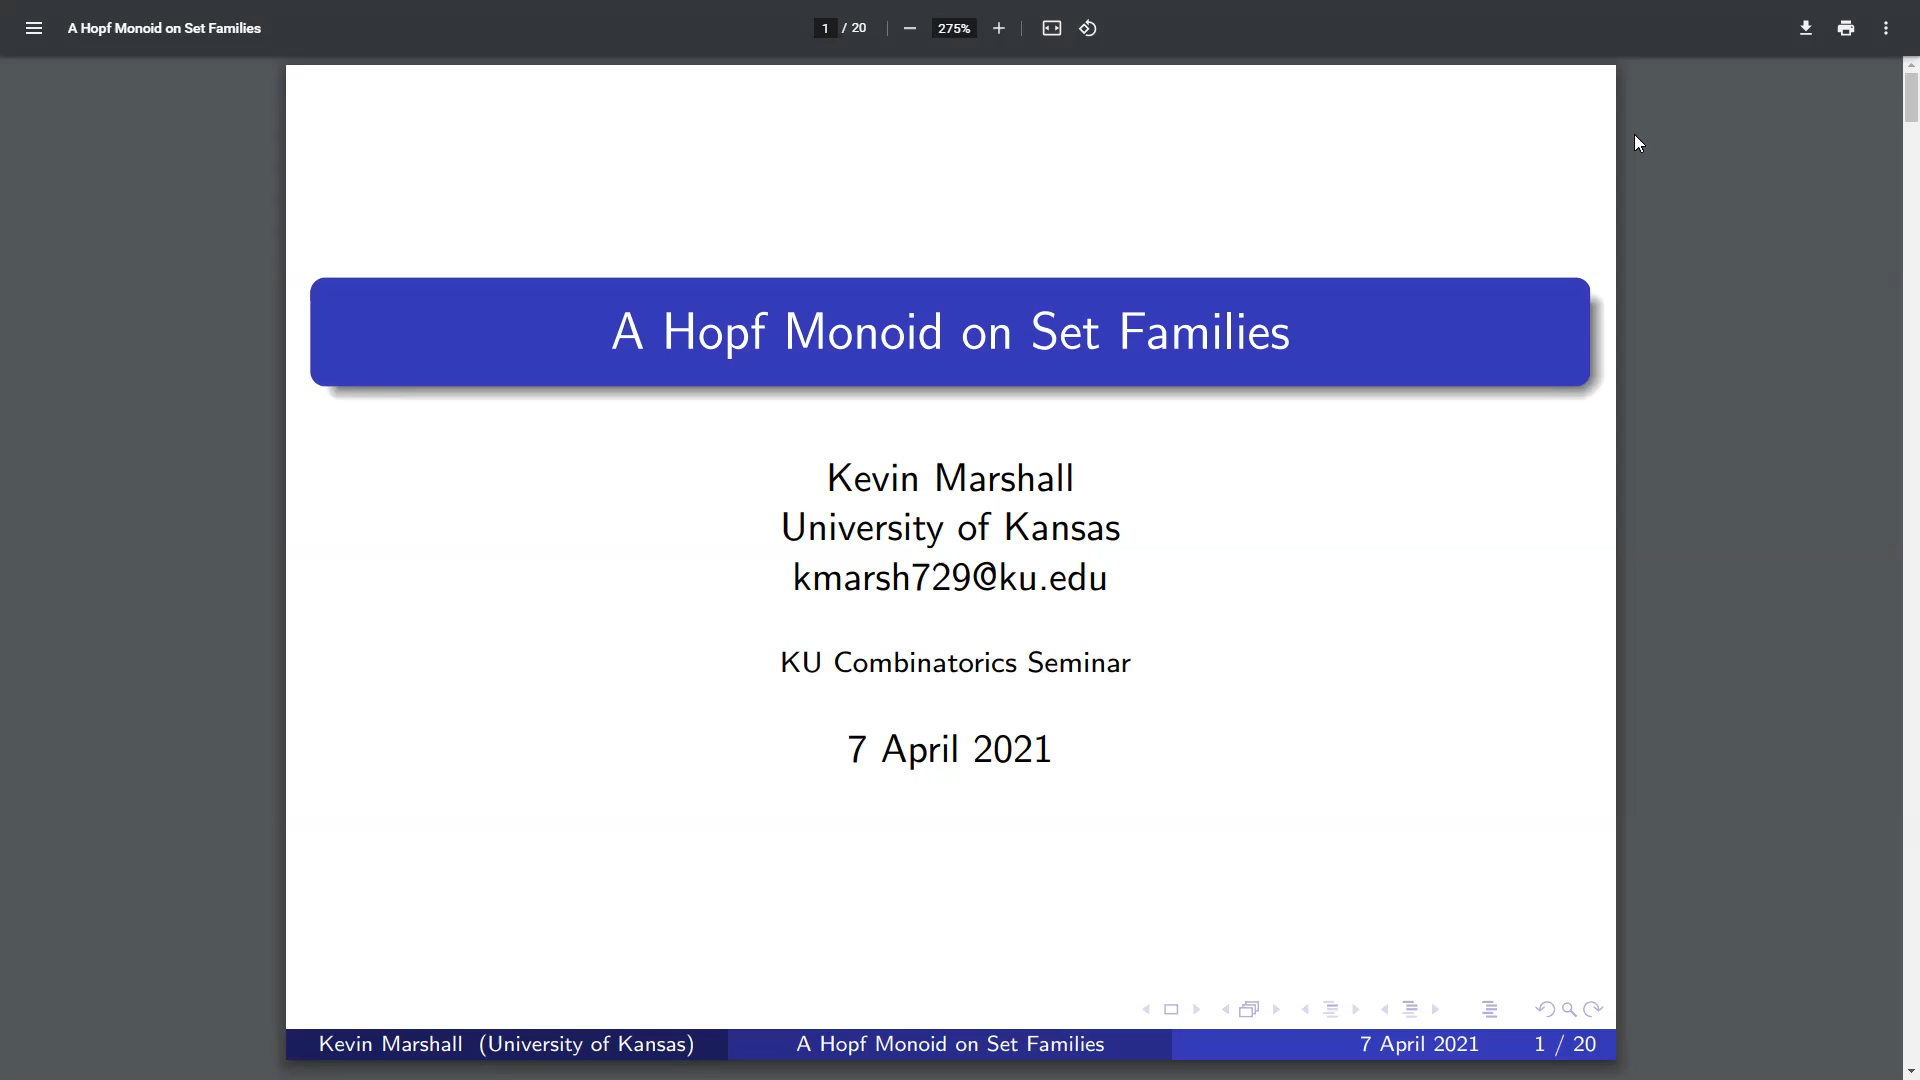 A Hopf Monoid on Set Families
1 / 20
275%
A Hopf Monoid on Set Families
Kevin Marshall
University of Kansas
kmarsh729@ku.edu
KU Combinatorics Seminar
7 April 2021
Kevin Marshall (University of Kansas)
A Hopf Monoid on Set Families
7 April 2021
1 / 20